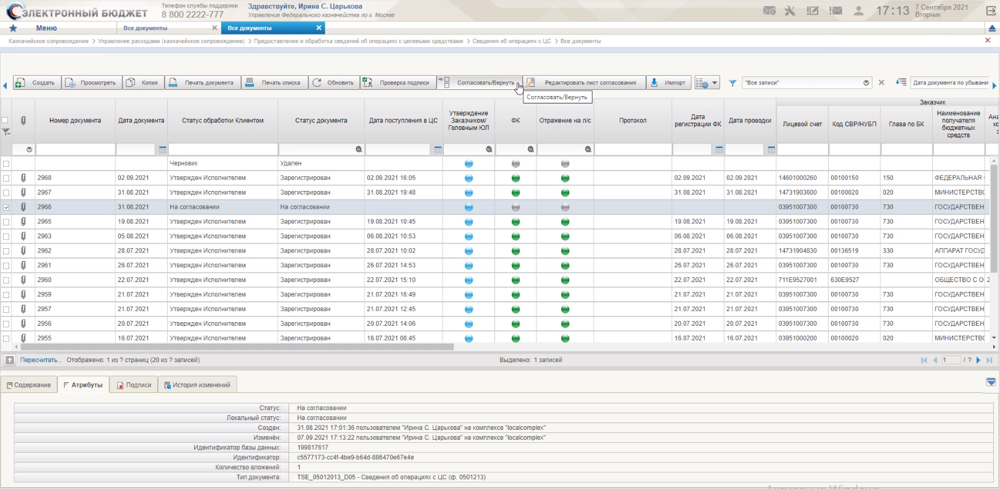 ЭЛЕКТРОННЫЙ БЮДЖЕТ
Телефон службы поддержки
8 800 2222-777
Здравствуйте, Ирина С. Царькова
Управление Федерального казначейства по г. Москве
17:13
7 Сентября 2021
Вторник
Меню
Все документы
Все документы
Казначейское сопровождение > Управление расходами (казначейское сопровождение) > Предоставление и обработка сведений об операциях с целевыми средствами > Сведения об операциях с ЦС > Все документы
Создать Просмотреть Копия Печать документа Печать списка Обновить Проверка подписи Согласовать/Вернуть Редактировать лист согласования Импорт "Все записи" Дата документа по убывани
Согласовать/Вернуть
Заказчик
Номер документа Дата документа Статус обработки Клиентом Статус документа Дата поступления в ЦС Утверждение Заказчиком/ Головным ЮЛ ФК Отражение на л/с Протокол Дата регистрации ФК Дата проводки Лицевой счет Код СВР/НУБП Глава по БК Наименование получателя бюджетных средств Ана ко з
Черновик Удален
2968 02.09.2021 Утвержден Исполнителем Зарегистрирован 02.09.2021 16:05 02.09.2021 02.09.2021 14601000260 00100150 150 ФЕДЕРАЛЬНАЯ
2967 31.08.2021 Утвержден Исполнителем Зарегистрирован 31.08.2021 19:48 31.08.2021 31.08.2021 14731903600 00100020 020 МИНИСТЕРСТВО
2966 31.08.2021 На согласовании На согласовании 03951007300 00100730 730 ГОСУДАРСТВЕН
2965 19.08.2021 Утвержден Исполнителем Зарегистрирован 19.08.2021 10:45 19.08.2021 19.08.2021 03951007300 00100730 730 ГОСУДАРСТВЕН
2963 05.08.2021 Утвержден Исполнителем Зарегистрирован 06.08.2021 10:53 06.08.2021 06.08.2021 03951007300 00100730 730 ГОСУДАРСТВЕН
2962 28.07.2021 Утвержден Исполнителем Зарегистрирован 28.07.2021 10:02 28.07.2021 28.07.2021 14731904830 00136519 330 АППАРАТ ГОСУД
2961 26.07.2021 Утвержден Исполнителем Зарегистрирован 26.07.2021 14:53 26.07.2021 26.07.2021 03951007300 00100730 730 ГОСУДАРСТВЕН
2960 22.07.2021 Утвержден Исполнителем Зарегистрирован 22.07.2021 15:10 22.07.2021 22.07.2021 711Е9527001 630Е9527 ОБЩЕСТВО С О 2
2959 21.07.2021 Утвержден Исполнителем Зарегистрирован 21.07.2021 16:49 21.07.2021 21.07.2021 03951007300 00100730 730 ГОСУДАРСТВЕН
2957 21.07.2021 Утвержден Исполнителем Зарегистрирован 21.07.2021 12:45 21.07.2021 21.07.2021 03951007300 00100730 730 ГОСУДАРСТВЕН
2956 20.07.2021 Утвержден Исполнителем Зарегистрирован 20.07.2021 14:06 20.07.2021 20.07.2021 03951007300 00100730 730 ГОСУДАРСТВЕН
2955 16.07.2021 Утвержден Исполнителем Зарегистрирован 16.07.2021 08:45 16.07.2021 16.07.2021 03951000200 00100020 020 МИНИСТЕРСТВО
Пересчитать... Отображено: 1 из ? страниц (20 из ? записей) Выделено: 1 записей 1 / ?
Содержание Атрибуты Подписи История изменений
Статус: На согласовании
Локальный статус: На согласовании
Создан: 31.08.2021 17:01:36 пользователем "Ирина С. Царькова" на комплексе "localcomplex"
Изменён: 07.09.2021 17:13:22 пользователем "Ирина С. Царькова" на комплексе "localcomplex"
Идентификатор базы данных: 199817617
Идентификатор: c5577173-cc4f-4be9-b64d-886470e67e4e
Количество вложений: 1
Тип документа: TSE_05012013_D05 - Сведения об операциях с ЦС (ф. 0501213)